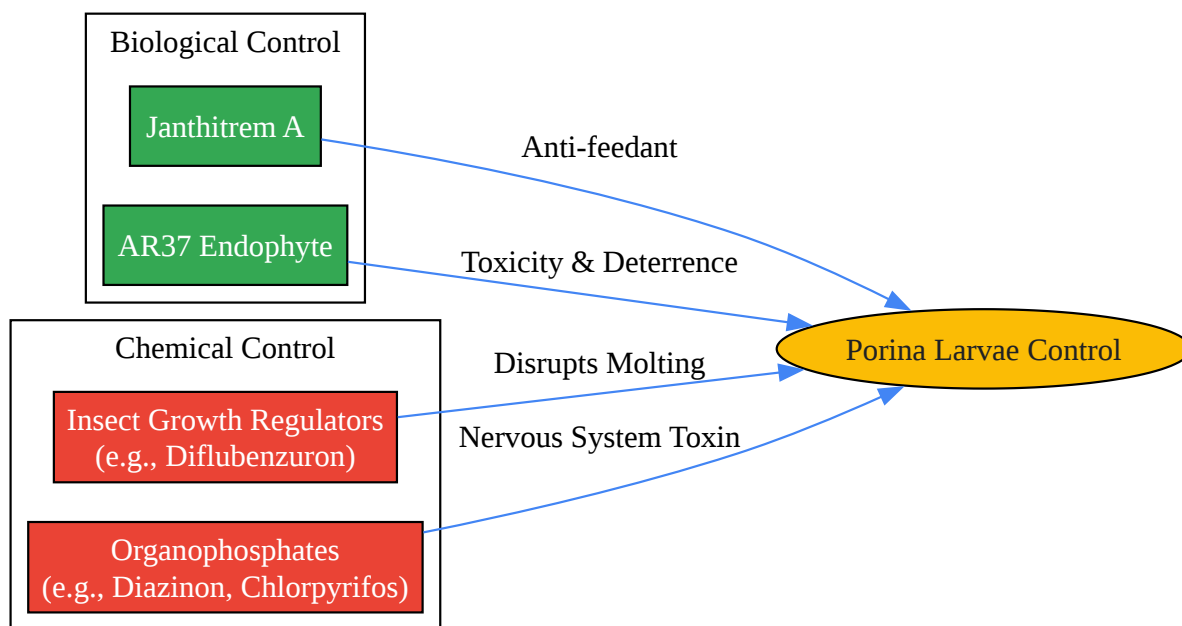 Biological Control
Janthitrem A
Anti-feedant
AR37 Endophyte
Toxicity & Deterrence
Chemical Control
Insect Growth Regulators
(e.g., Diflubenzuron)
Disrupts Molting
Organophosphates
(e.g., Diazinon, Chlorpyrifos)
Nervous System Toxin
Porina Larvae Control